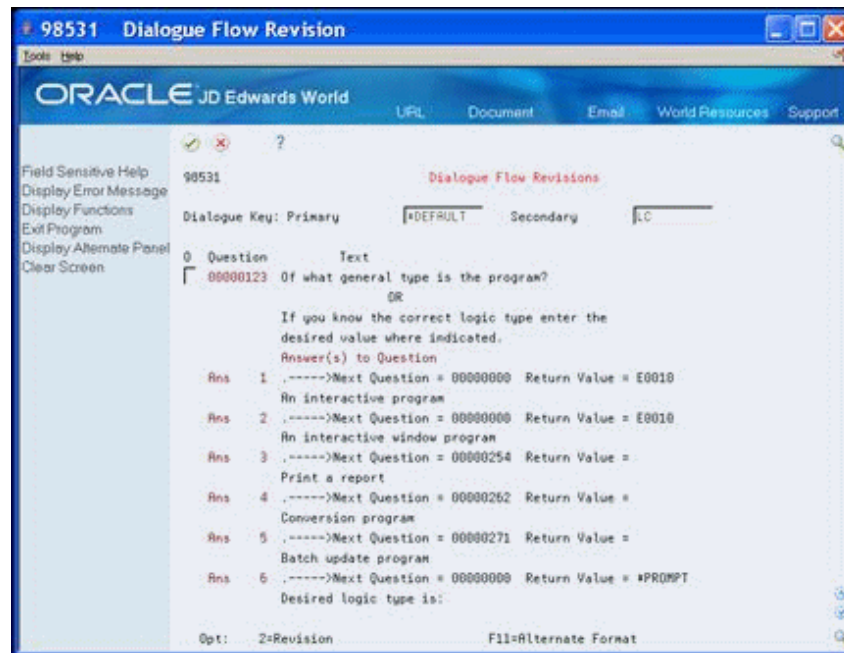 98531 Dialogue Flow Revision
Tools Help
ORACLE JD Edwards World
URL Document Email World Resources Support
?
Field Sensitive Help
Display Error Message
Display Functions
Exit Program
Display Alternate Panel
Clear Screen
98531 Dialogue Flow Revisions
Dialogue Key: Primary *DEFAULT Secondary LC
O Question Text
00000123 Of what general type is the program?
OR
If you know the correct logic type enter the
desired value where indicated.
Answer(s) to Question
Ans 1 .----->Next Question = 00000000 Return Value = E0010
An interactive program
Ans 2 .----->Next Question = 00000000 Return Value = E0010
An interactive window program
Ans 3 .----->Next Question = 00000254 Return Value =
Print a report
Ans 4 .----->Next Question = 00000262 Return Value =
Conversion program
Ans 5 .----->Next Question = 00000271 Return Value =
Batch update program
Ans 6 .----->Next Question = 00000000 Return Value = *PROMPT
Desired logic type is:
Opt: 2=Revision F11=Alternate Format